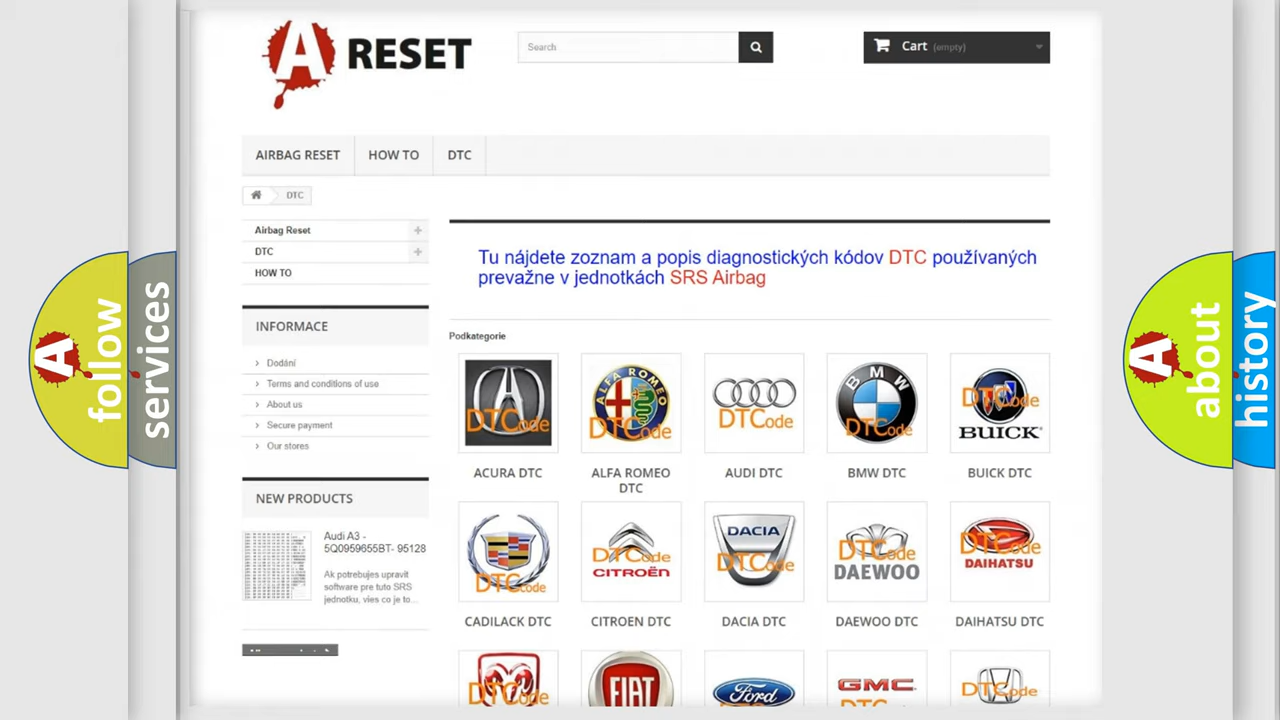 A RESET
Search
Cart (empty)
AIRBAG RESET
HOW TO
DTC
DTC
Airbag Reset
DTC
HOW TO
Tu nájdete zoznam a popis diagnostických kódov DTC používaných
prevažne v jednotkách SRS Airbag
INFORMACE
Dodání
Terms and conditions of use
About us
Secure payment
Our stores
Podkategorie
DTCode
ALFA ROMEO
DTCode
DTCode
BMW
DTCode
DTCode
BUICK
ACURA DTC
ALFA ROMEO
DTC
AUDI DTC
BMW DTC
BUICK DTC
NEW PRODUCTS
Audi A3 -
5Q0959655BT- 95128
Ak potrebujes upravit
software pre tuto SRS
jednotku, vies co je to...
DTCode
DTCode
CITROËN
DACIA
DTCode
DTCode
DAEWOO
DTCode
DAIHATSU
CADILACK DTC
CITROEN DTC
DACIA DTC
DAEWOO DTC
DAIHATSU DTC
DTCode
FIAT
Ford
GMC
DTCode
A follow
services
A about
history